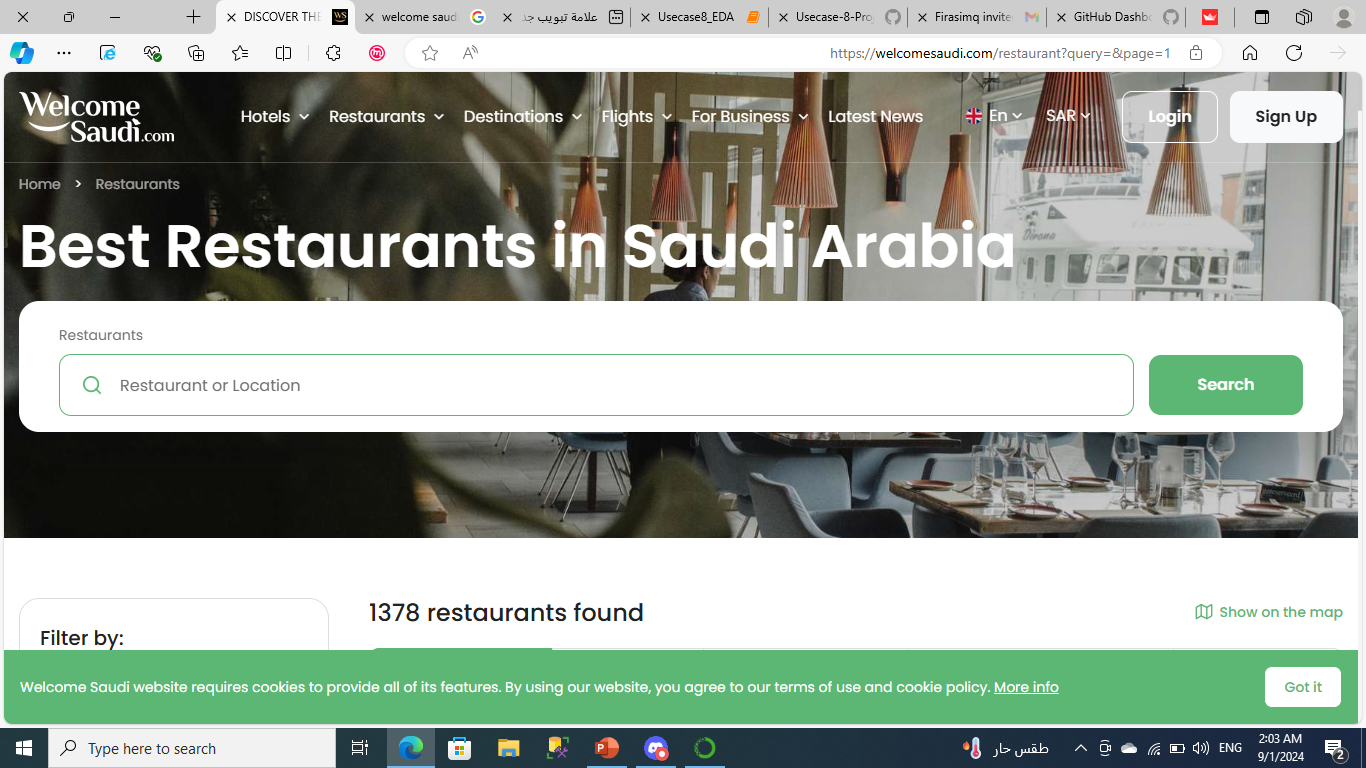 DISCOVER THE
welcome saudi
علامة تبويب جد
Usecase8_EDA
Usecase-8-Proj
Firasimq invite
GitHub Dashbo
https://welcomesaudi.com/restaurant?query=&page=1
Welcome Saudi.com
Hotels
Restaurants
Destinations
Flights
For Business
Latest News
En
SAR
Login
Sign Up
Home > Restaurants
Best Restaurants in Saudi Arabia
Restaurants
Restaurant or Location
Search
1378 restaurants found
Show on the map
Filter by:
Welcome Saudi website requires cookies to provide all of its features. By using our website, you agree to our terms of use and cookie policy. More info
Got it
Type here to search
طقس حار
ENG
2:03 AM
9/1/2024
2